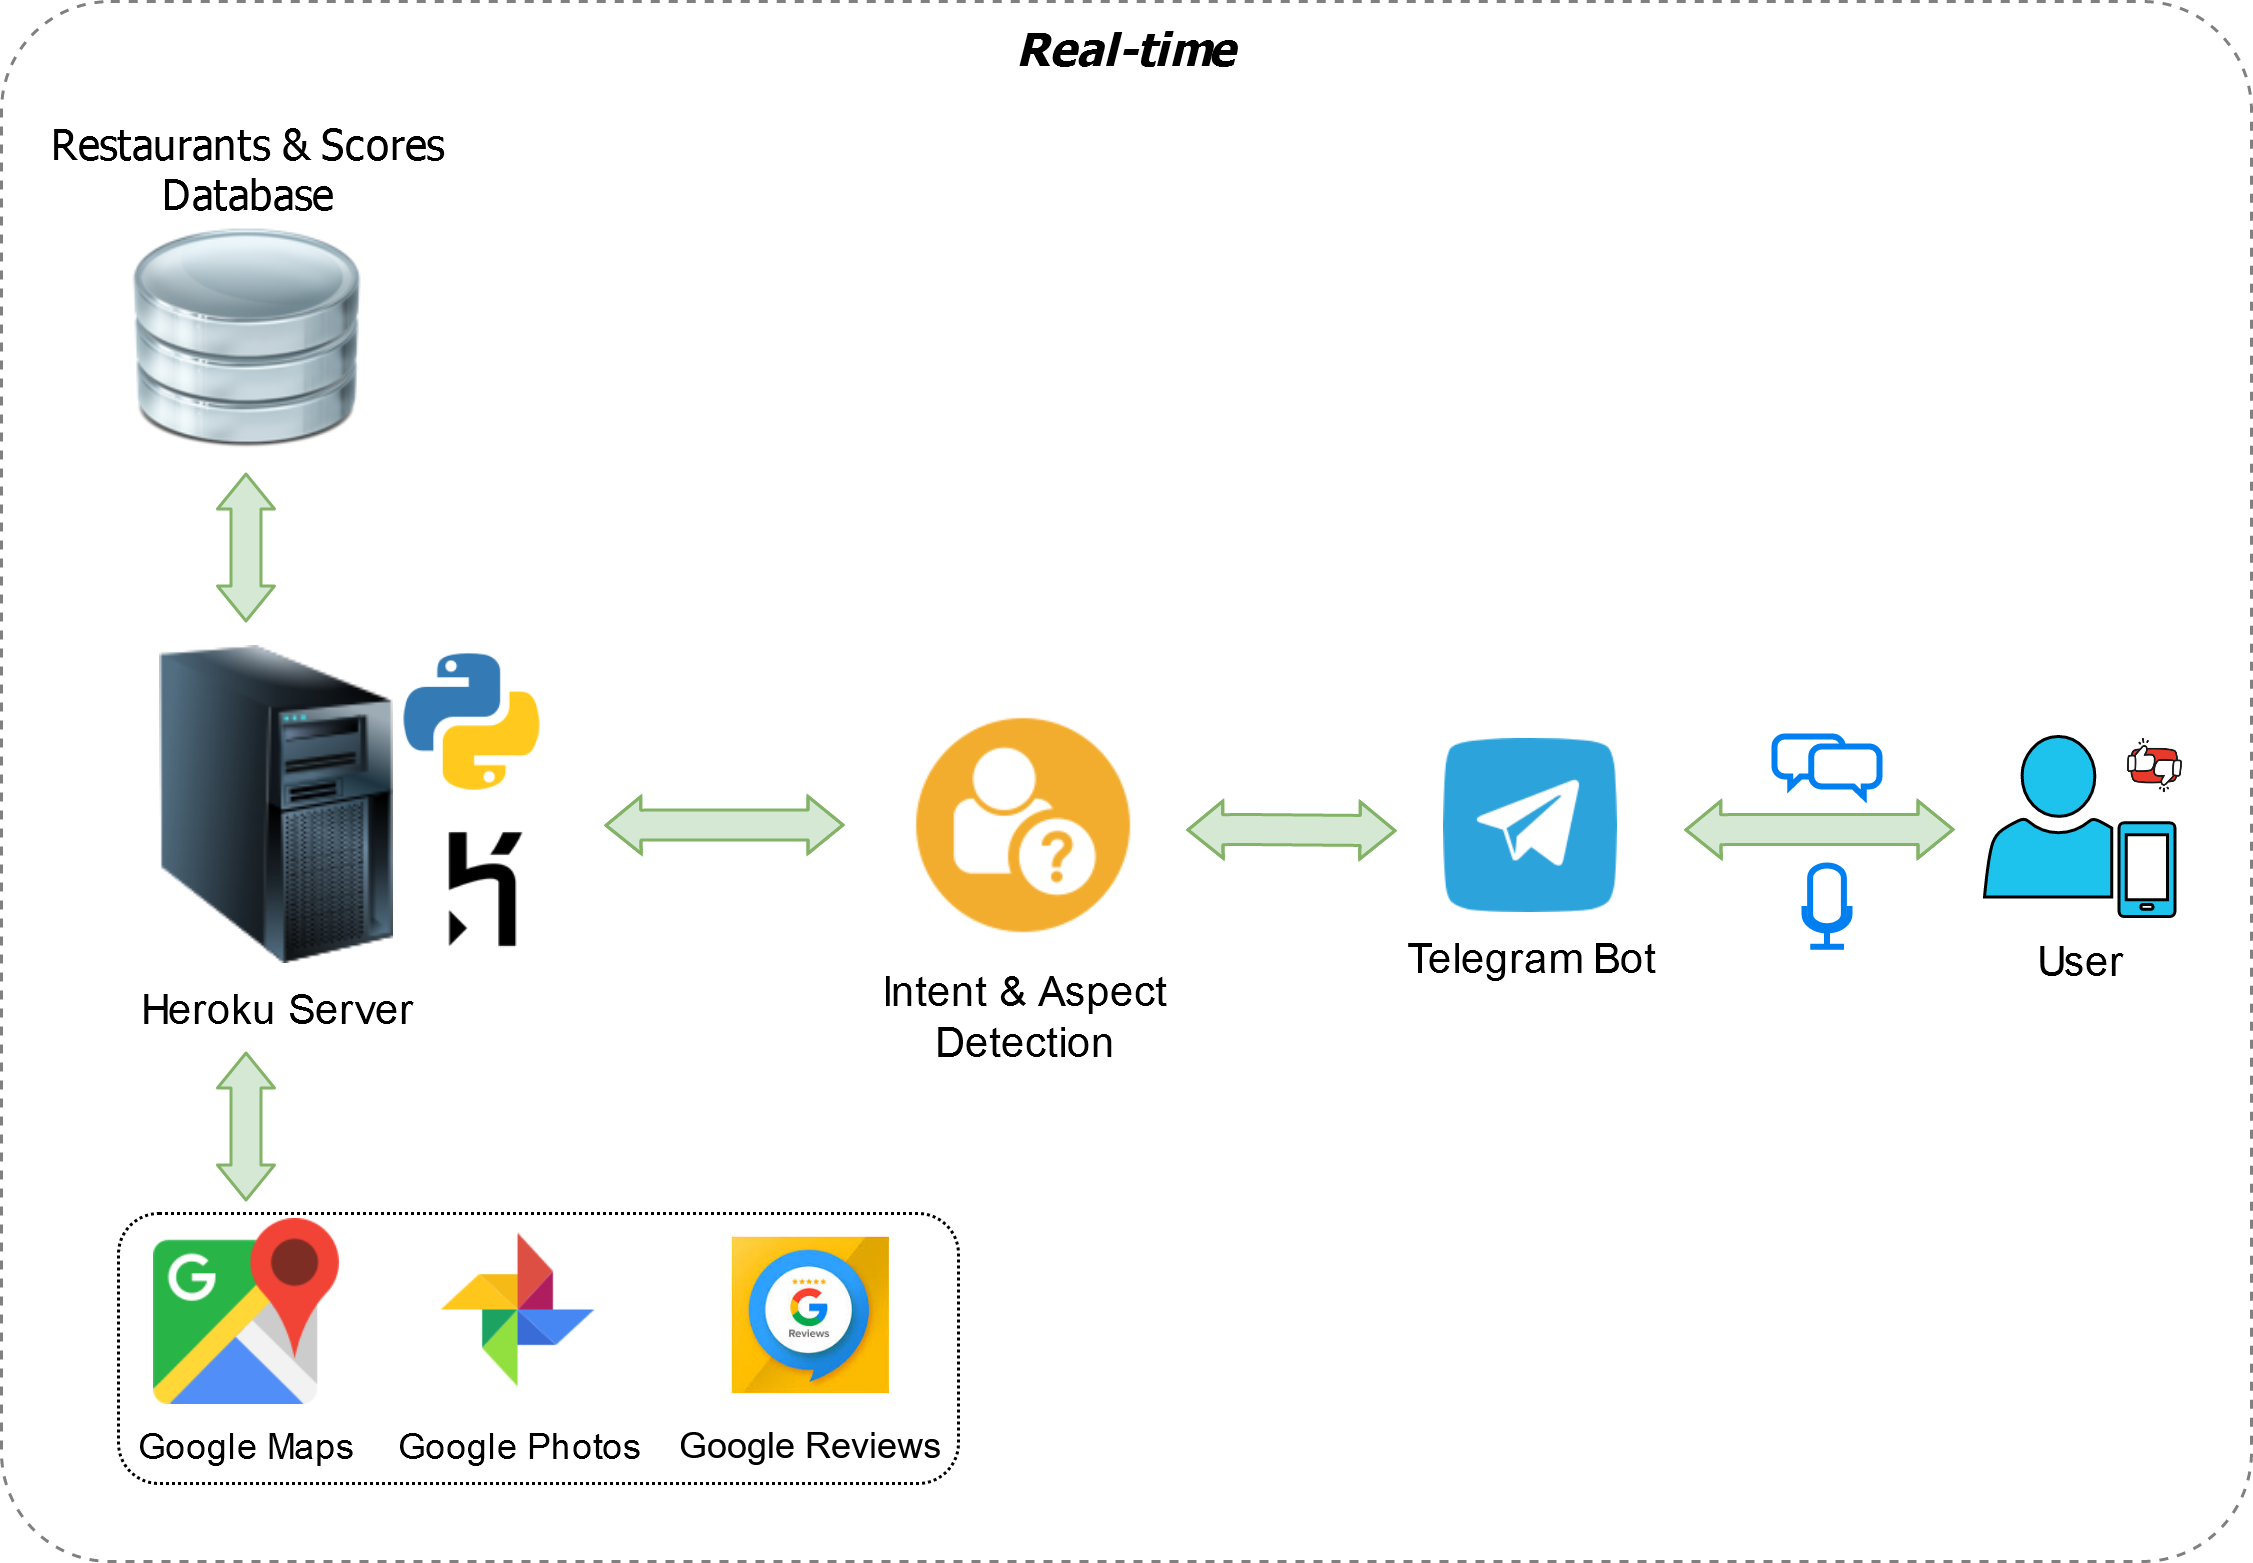 Real-time
Restaurants & Scores
Database
Heroku Server
Intent & Aspect
Detection
Telegram Bot
User
G
G
Reviews
Google Maps
Google Photos
Google Reviews